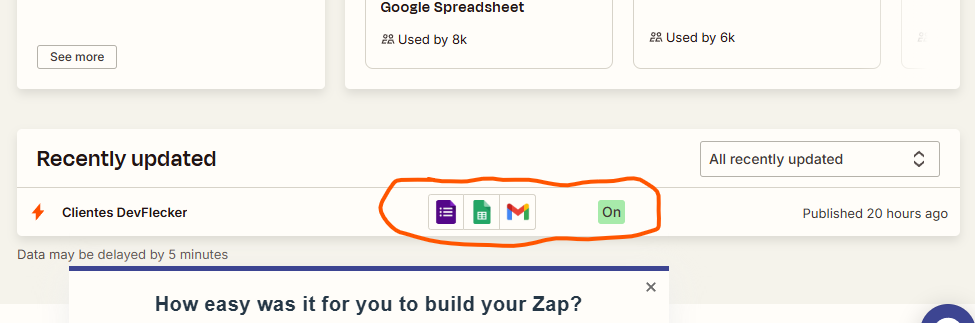 Google Spreadsheet
Used by 8k
Used by 6k
See more
Recently updated
All recently updated
Clientes DevFlecker
On
Published 20 hours ago
Data may be delayed by 5 minutes
How easy was it for you to build your Zap?